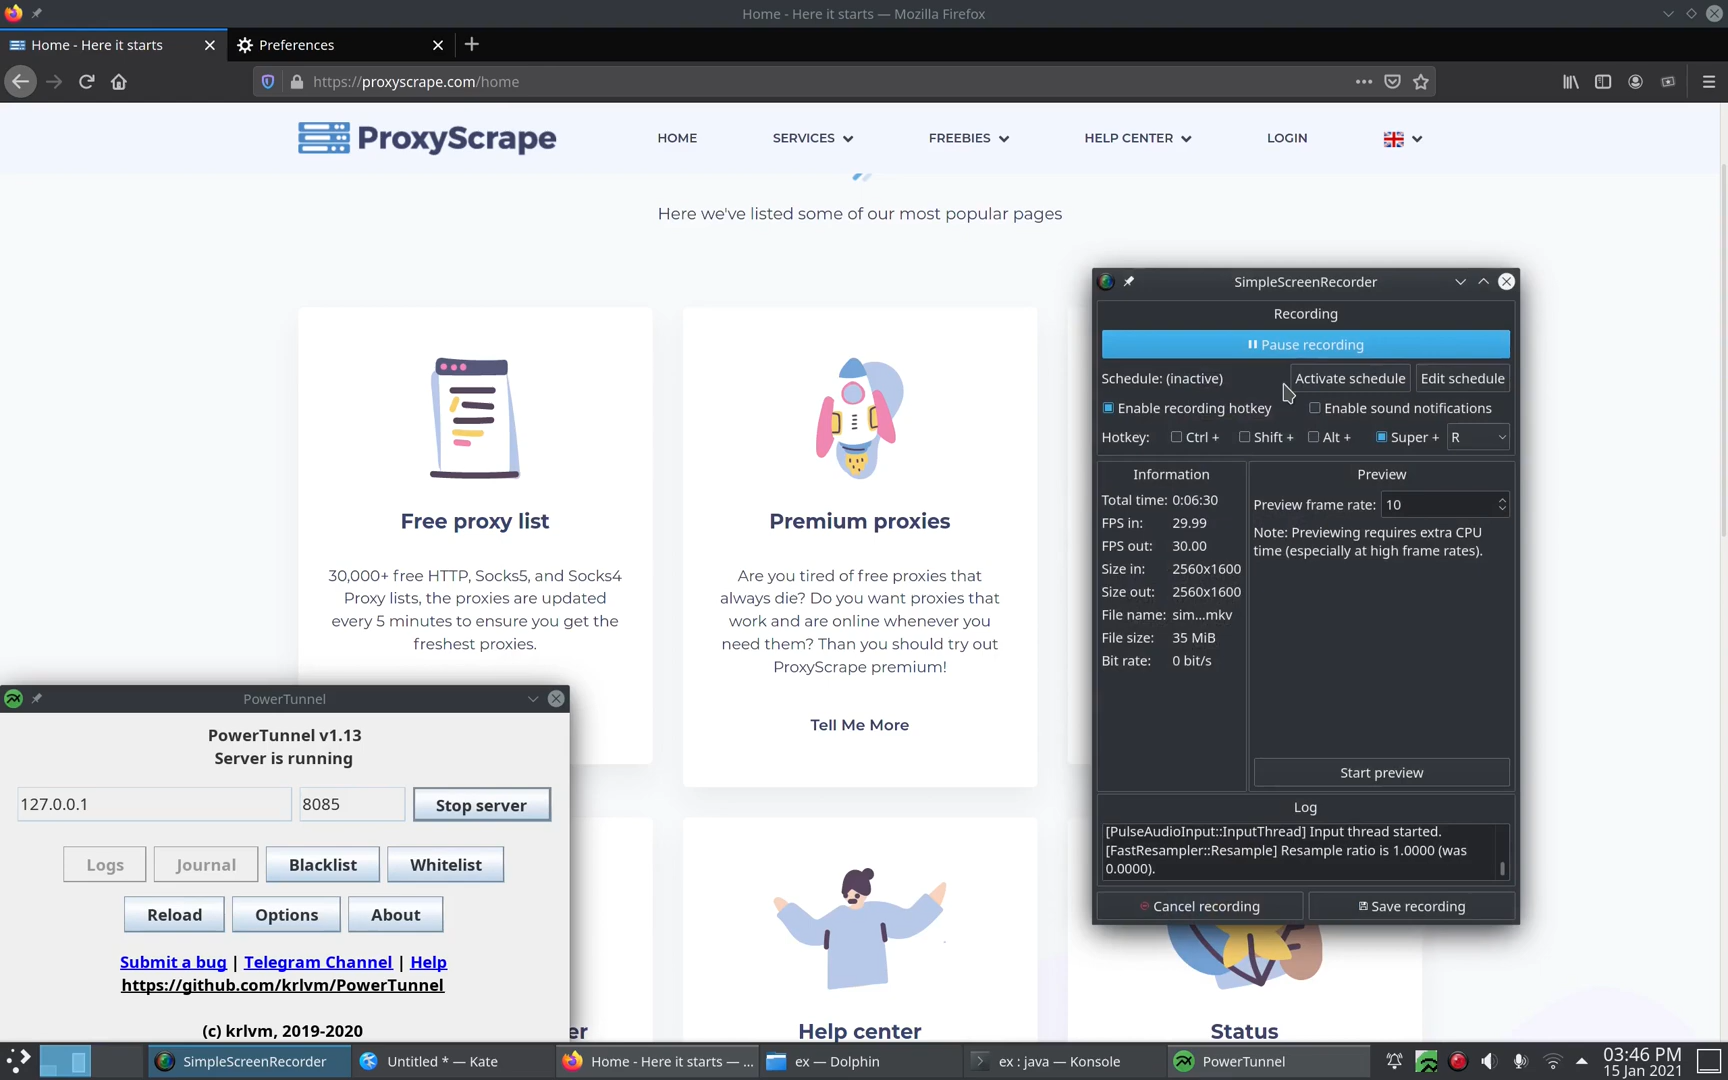 Home - Here it starts — Mozilla Firefox
Home - Here it starts
Preferences
https://proxyscrape.com/home
ProxyScrape
HOME
SERVICES
FREEBIES
HELP CENTER
LOGIN
Here we've listed some of our most popular pages
Free proxy list
30,000+ free HTTP, Socks5, and Socks4
Proxy lists, the proxies are updated
every 5 minutes to ensure you get the
freshest proxies.
Premium proxies
Are you tired of free proxies that
always die? Do you want proxies that
work and are online whenever you
need them? Than you should try out
ProxyScrape premium!
Tell Me More
er
Help center
Status
SimpleScreenRecorder
Recording
Pause recording
Schedule: (inactive)
Activate schedule
Edit schedule
Enable recording hotkey
Enable sound notifications
Hotkey:
Ctrl +
Shift +
Alt +
Super +
R
Information
Total time: 0:06:30
FPS in: 29.99
FPS out: 30.00
Size in: 2560x1600
Size out: 2560x1600
File name: sim...mkv
File size: 35 MiB
Bit rate: 0 bit/s
Preview
Preview frame rate: 10
Note: Previewing requires extra CPU
time (especially at high frame rates).
Start preview
Log
[PulseAudioInput::InputThread] Input thread started.
[FastResampler::Resample] Resample ratio is 1.0000 (was
0.0000).
Cancel recording
Save recording
PowerTunnel
PowerTunnel v1.13
Server is running
127.0.0.1
8085
Stop server
Logs
Journal
Blacklist
Whitelist
Reload
Options
About
Submit a bug | Telegram Channel | Help
https://github.com/krlvm/PowerTunnel
(c) krlvm, 2019-2020
SimpleScreenRecorder
Untitled * — Kate
Home - Here it starts — ...
ex — Dolphin
ex : java — Konsole
PowerTunnel
03:46 PM
15 Jan 2021